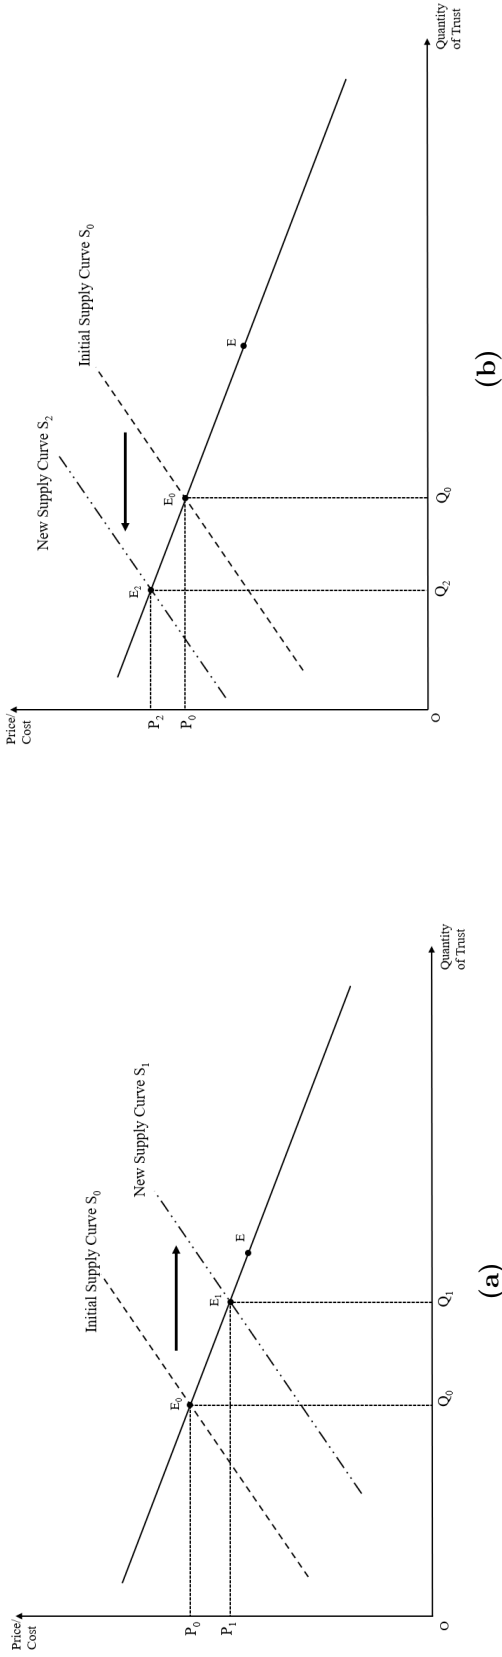 Price/
Cost
Initial Supply Curve S0
New Supply Curve S1
E0
E1
E
P0
P1
O
Q0
Q1
Quantity
of Trust
(a)
Price/
Cost
New Supply Curve S2
Initial Supply Curve S0
E2
E0
E
P2
P0
O
Q2
Q0
Quantity
of Trust
(b)